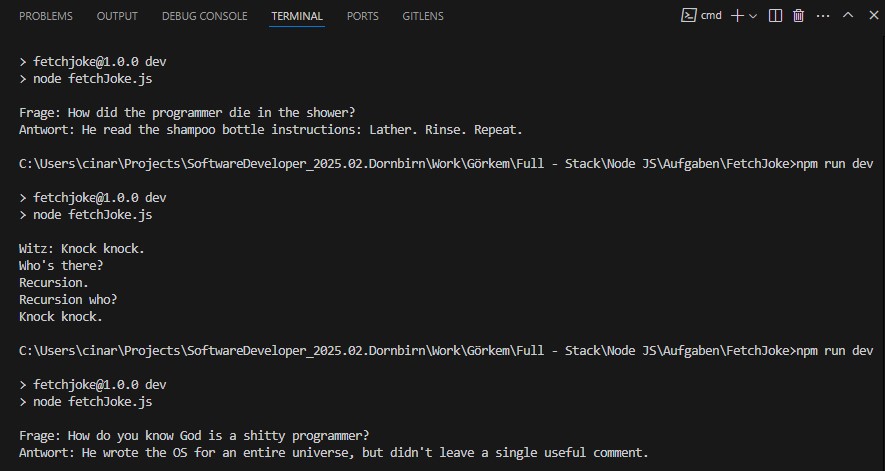 PROBLEMS OUTPUT DEBUG CONSOLE TERMINAL PORTS GITLENS cmd
> fetchjoke@1.0.0 dev
> node fetchJoke.js
Frage: How did the programmer die in the shower?
Antwort: He read the shampoo bottle instructions: Lather. Rinse. Repeat.
C:\Users\cinar\Projects\SoftwareDeveloper_2025.02.Dornbirn\Work\Görkem\Full - Stack\Node JS\Aufgaben\FetchJoke>npm run dev
> fetchjoke@1.0.0 dev
> node fetchJoke.js
Witz: Knock knock.
Who's there?
Recursion.
Recursion who?
Knock knock.
C:\Users\cinar\Projects\SoftwareDeveloper_2025.02.Dornbirn\Work\Görkem\Full - Stack\Node JS\Aufgaben\FetchJoke>npm run dev
> fetchjoke@1.0.0 dev
> node fetchJoke.js
Frage: How do you know God is a shitty programmer?
Antwort: He wrote the OS for an entire universe, but didn't leave a single useful comment.